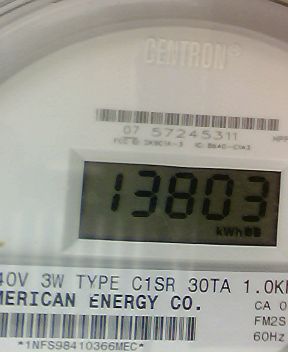 CENTRON®
07 57245311
13803
kWh
40V 3W TYPE C1SR 30TA 1.0K
MERICAN ENERGY CO.
CA 0
FM2S
60Hz
*1NFS98410366MEC*